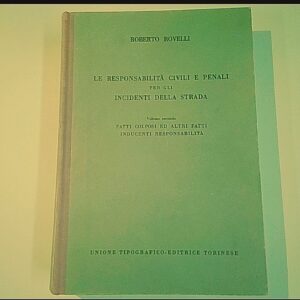 ROBERTO ROVELLI
LE RESPONSABILITÀ CIVILI E PENALI
PER GLI
INCIDENTI DELLA STRADA
Volume secondo
FATTI COLPOSI ED ALTRI FATTI
INDUCENTI RESPONSABILITÀ
UNIONE TIPOGRAFICO-EDITRICE TORINESE